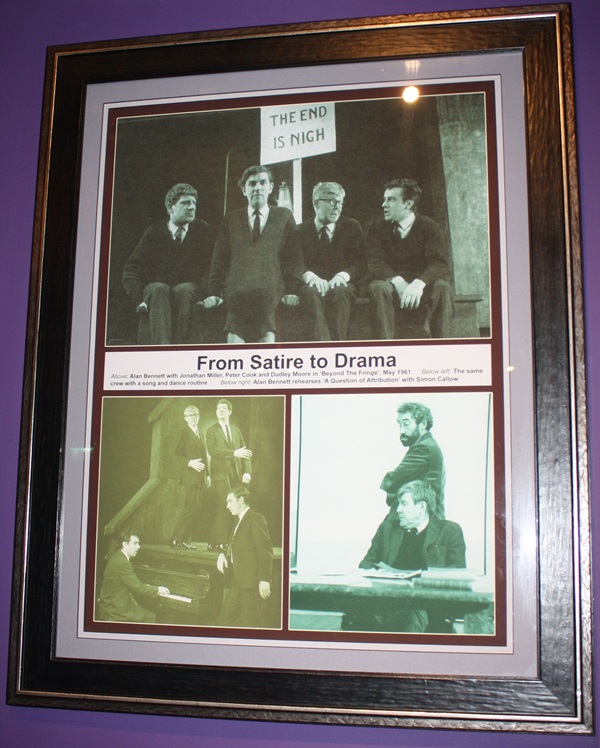 THE END
IS NIGH
From Satire to Drama
Above: Alan Bennett with Jonathan Miller, Peter Cook and Dudley Moore in 'Beyond The Fringe', May 1961 Below left: The same
crew with a song and dance routine Below right: Alan Bennett rehearses 'A Question of Attribution' with Simon Callow